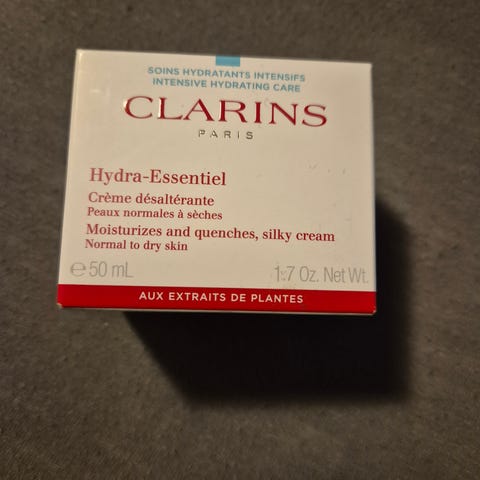 SOINS HYDRATANTS INTENSIFS
INTENSIVE HYDRATING CARE
CLARINS
PARIS
Hydra-Essentiel
Crème désaltérante
Peaux normales à sèches
Moisturizes and quenches, silky cream
Normal to dry skin
℮ 50 mL 1.7 Oz. Net Wt.
AUX EXTRAITS DE PLANTES